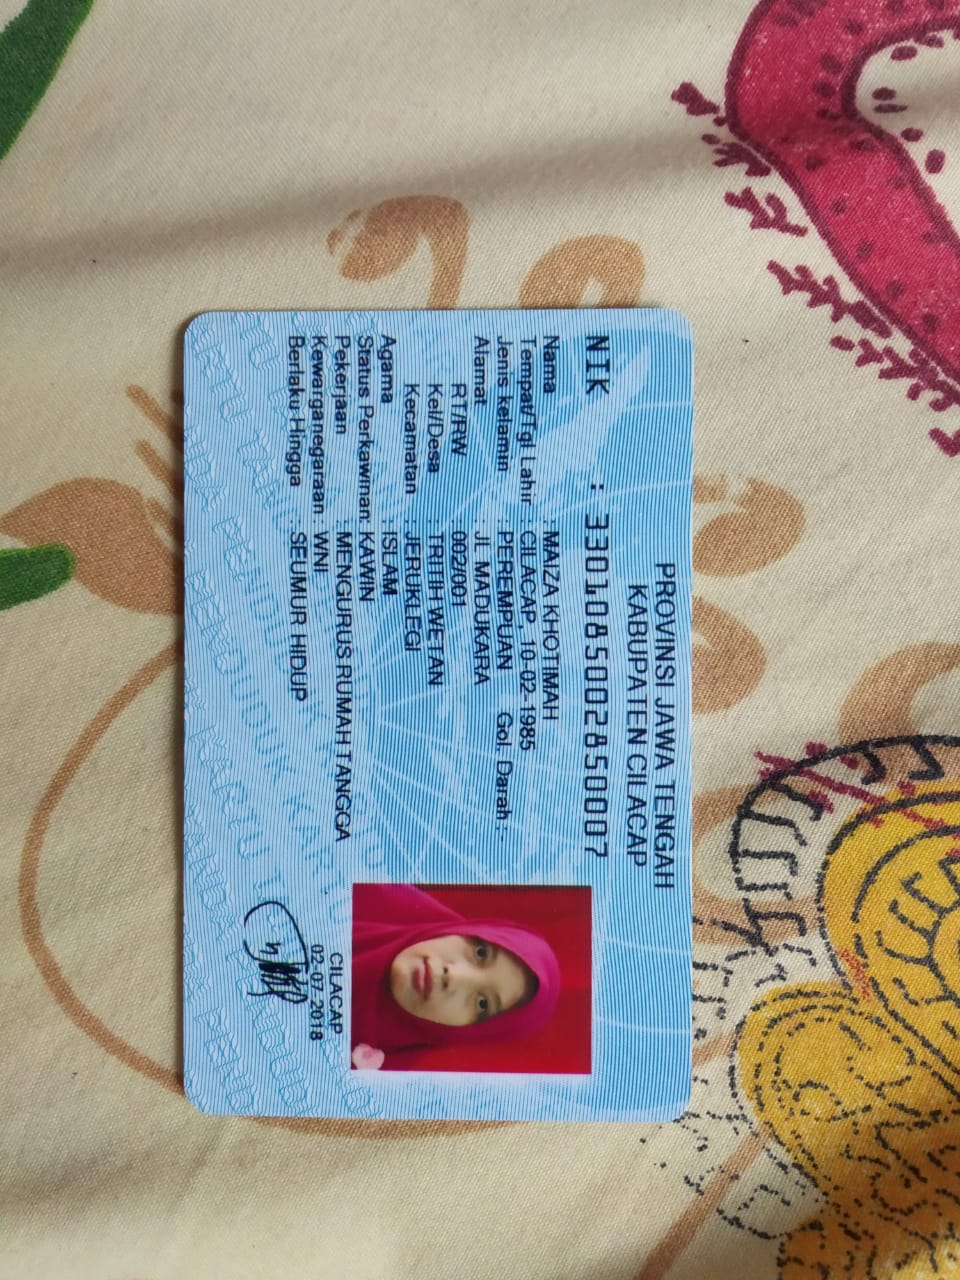 PROVINSI JAWA TENGAH
KABUPATEN CILACAP
NIK : 3301085002850007
Nama : MAIZA KHOTIMAH
Tempat/Tgl Lahir : CILACAP, 10-02-1985
Jenis kelamin : PEREMPUAN Gol. Darah : -
Alamat : JL MADUKARA
RT/RW : 002/001
Kel/Desa : TRITIH WETAN
Kecamatan : JERUKLEGI
Agama : ISLAM
Status Perkawinan: KAWIN
Pekerjaan : MENGURUS RUMAH TANGGA
Kewarganegaraan : WNI
Berlaku Hingga : SEUMUR HIDUP
CILACAP
02-07-2018